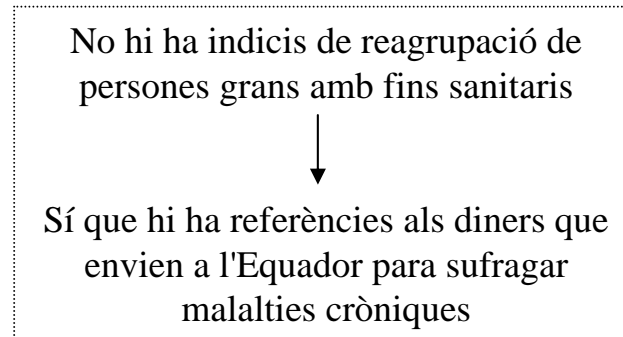 No hi ha indicis de reagrupació de
persones grans amb fins sanitaris
Sí que hi ha referències als diners que
envien a l'Equador para sufragar
malalties cròniques